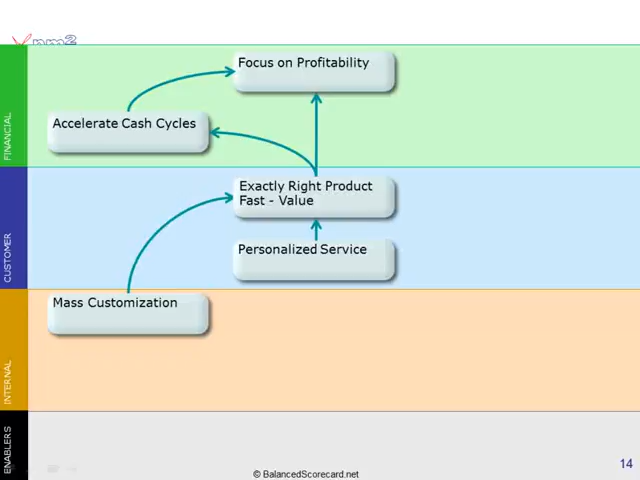 nm2
FINANCIAL
Focus on Profitability
Accelerate Cash Cycles
CUSTOMER
Exactly Right Product
Fast - Value
Personalized Service
INTERNAL
Mass Customization
ENABLERS
14
© BalancedScorecard.net